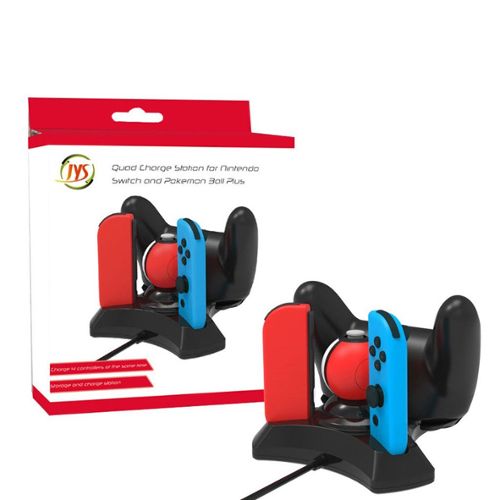 JYS
Quad Charge Station for Nintendo
Switch and Pokemon Ball Plus
Charge 4 controllers at the same time
Storage and charge station